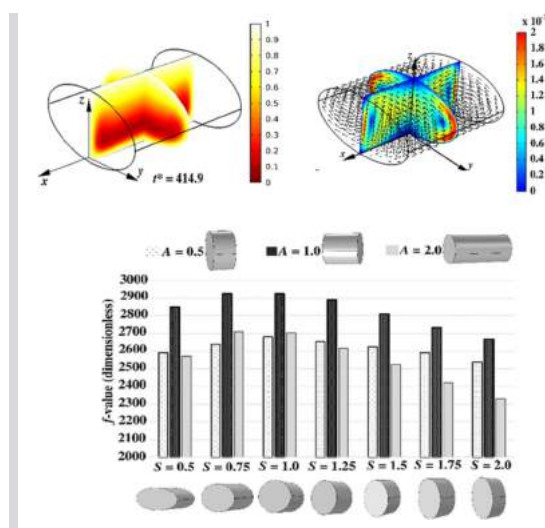 x 10⁻
1
0.9
0.8
0.7
0.6
0.5
0.4
0.3
0.2
0.1
0
z
x
y
t* = 414.9
2
1.8
1.6
1.4
1.2
1
0.8
0.6
0.4
0.2
0
z
x
y
A = 0.5
A = 1.0
A = 2.0
f-value (dimensionless)
3000
2900
2800
2700
2600
2500
2400
2300
2200
2100
2000
S = 0.5 S = 0.75 S = 1.0 S = 1.25 S = 1.5 S = 1.75 S = 2.0